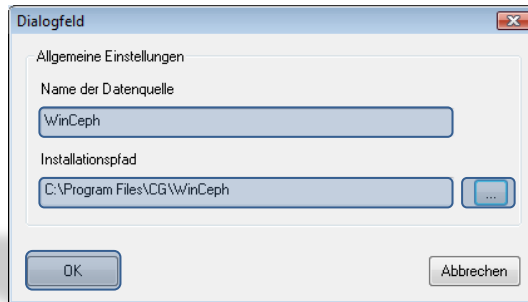 Dialogfeld
Allgemeine Einstellungen
Name der Datenquelle
WinCeph
Installationspfad
C:\Program Files\CG\WinCeph
...
OK
Abbrechen